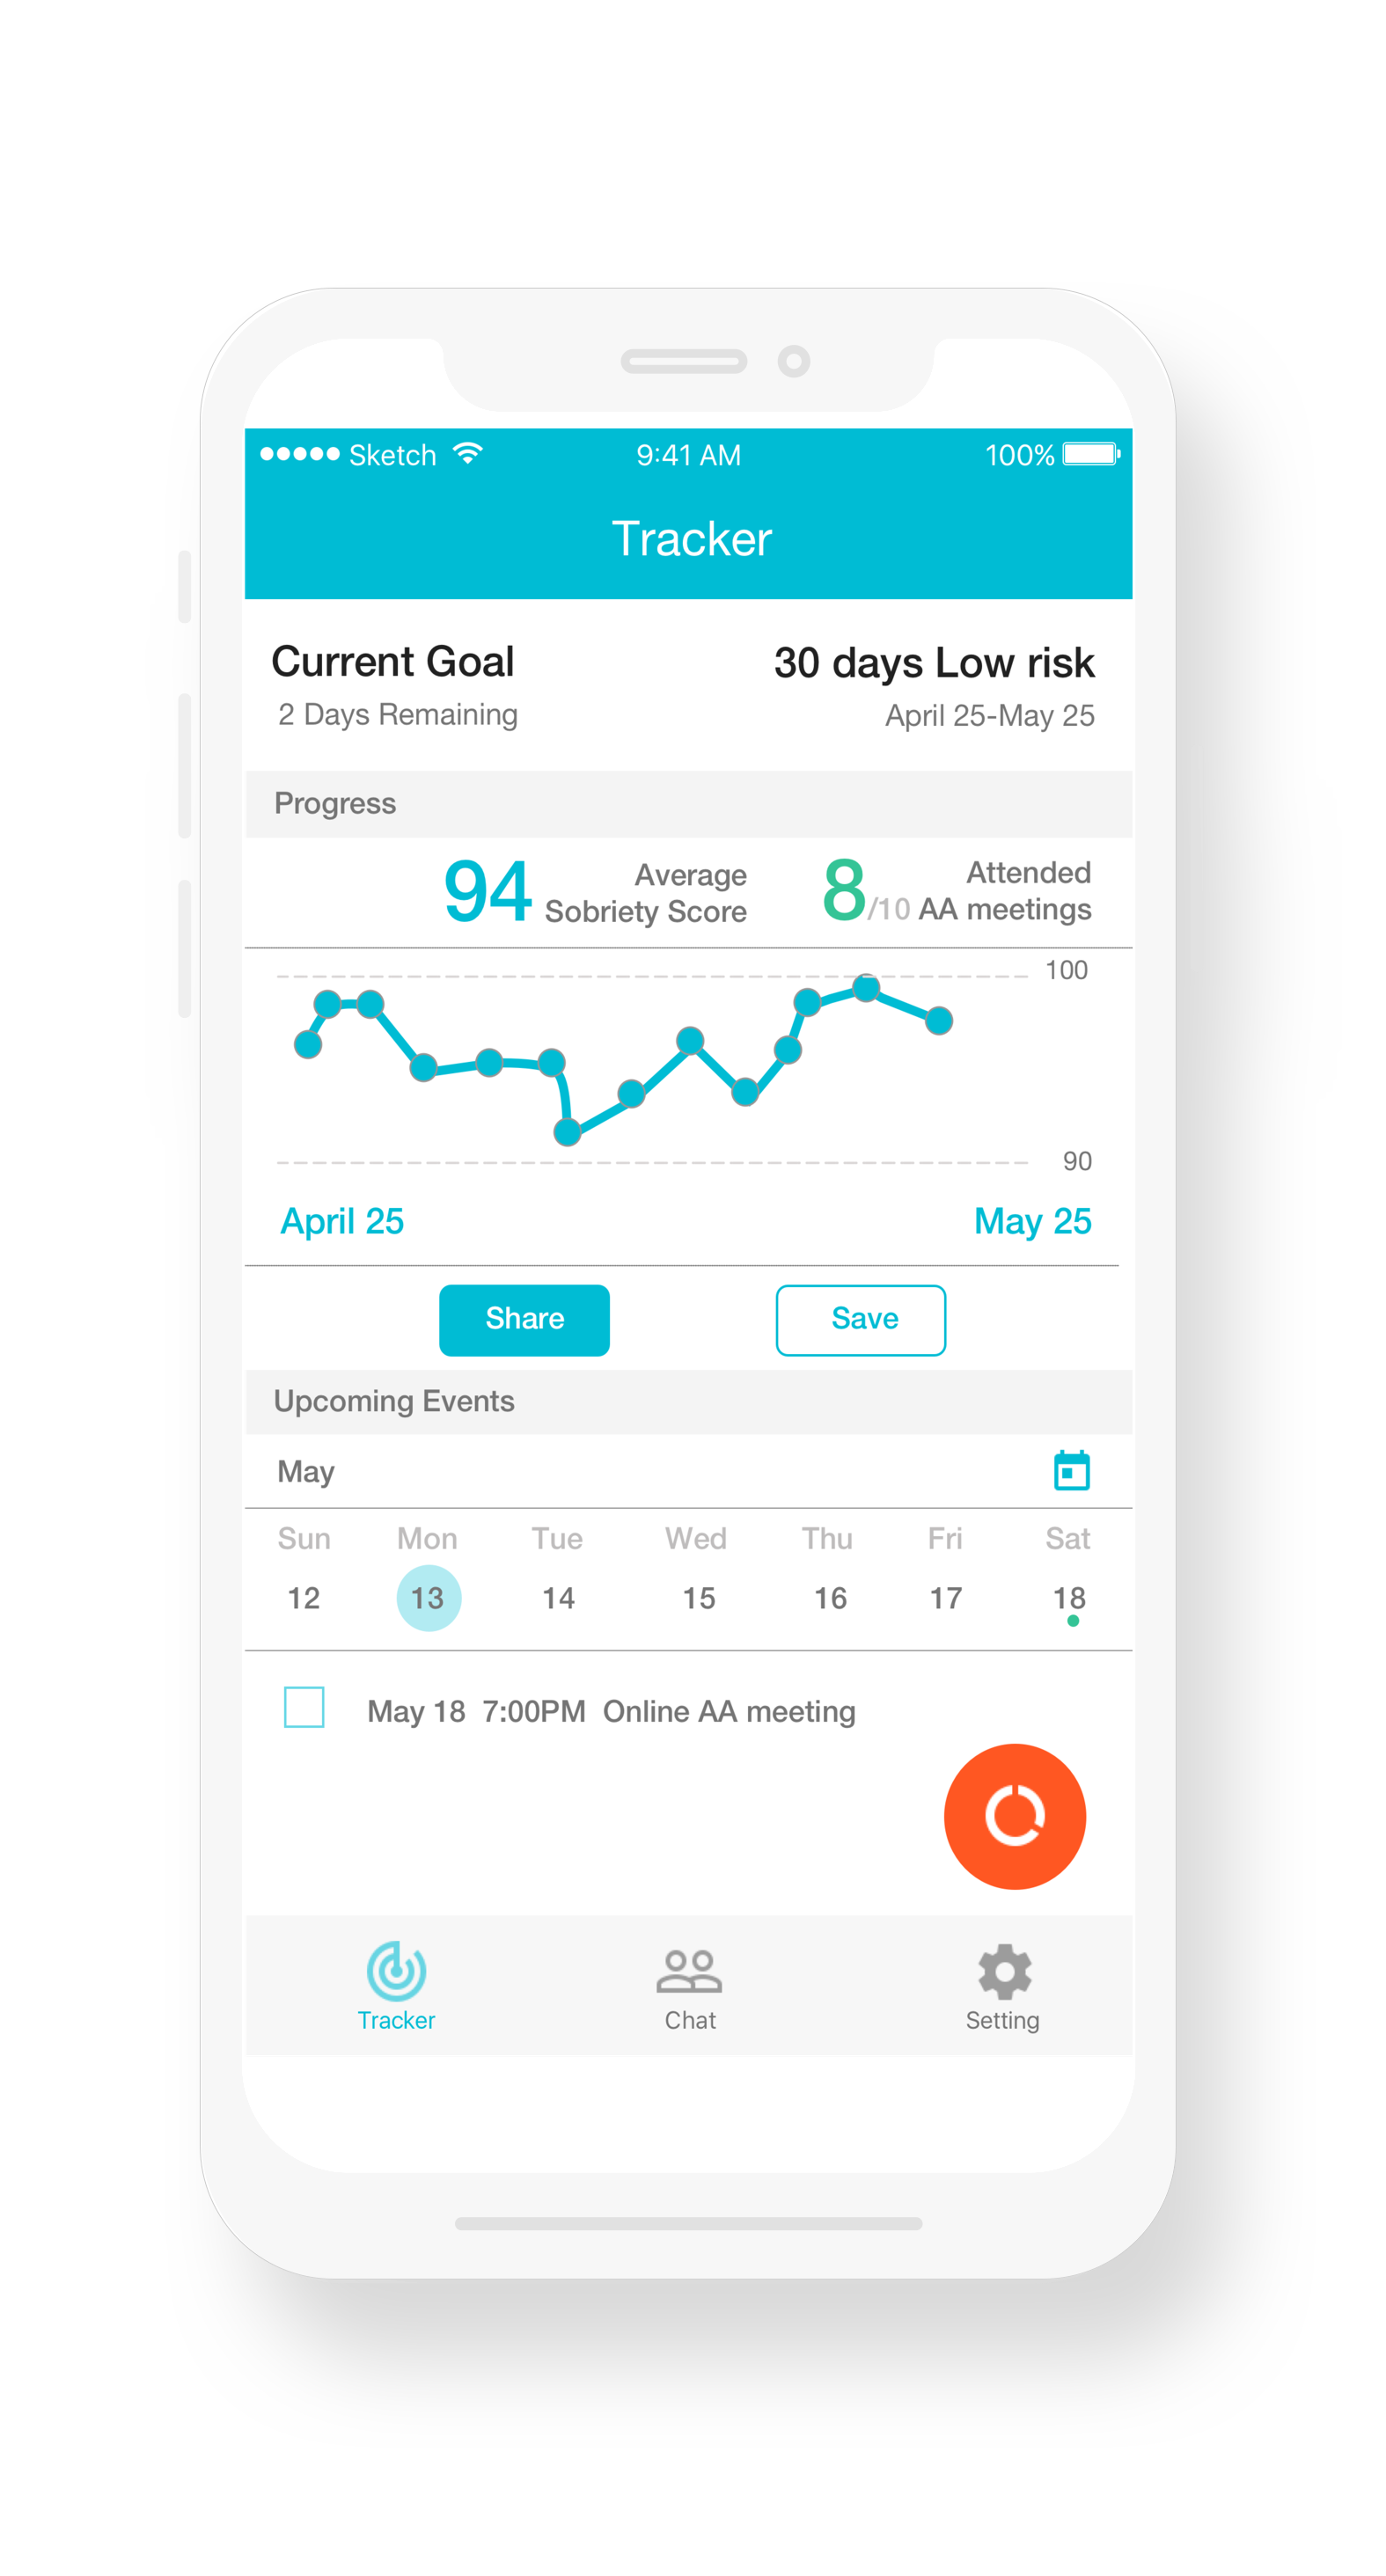 Sketch 9:41 AM 100%
Tracker
Current Goal 30 days Low risk
2 Days Remaining April 25-May 25
Progress
94 Average Sobriety Score 8/10 Attended AA meetings
100
90
April 25 May 25
Share Save
Upcoming Events
May
Sun Mon Tue Wed Thu Fri Sat
12 13 14 15 16 17 18
May 18 7:00PM Online AA meeting
Tracker Chat Setting